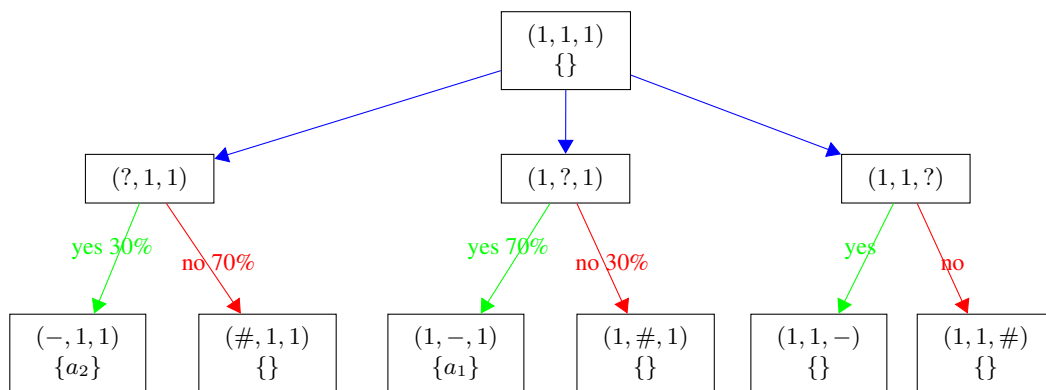 (1, 1, 1)
{}
(?, 1, 1)
(1, ?, 1)
(1, 1, ?)
yes 30%
no 70%
yes 70%
no 30%
yes
no
(−, 1, 1)
{a₂}
(#, 1, 1)
{}
(1, −, 1)
{a₁}
(1, #, 1)
{}
(1, 1, −)
{}
(1, 1, #)
{}